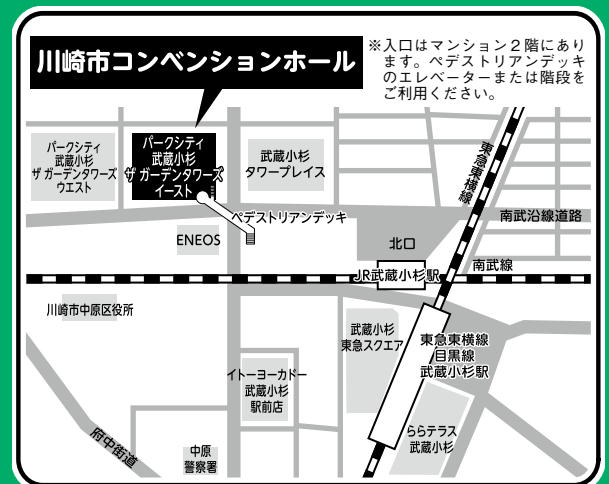 川崎市コンベンションホール
※入口はマンション２階にあり
ます。ペデストリアンデッキ
のエレベーターまたは階段を
ご利用ください。
パークシティ
武蔵小杉
ザ ガーデンタワーズ
ウエスト
パークシティ
武蔵小杉
ザ ガーデンタワーズ
イースト
武蔵小杉
タワープレイス
東急東横線
ペデストリアンデッキ
南武沿線道路
ENEOS
北口
南武線
JR武蔵小杉駅
川崎市中原区役所
武蔵小杉
東急スクエア
東急東横線
目黒線
武蔵小杉駅
イトーヨーカドー
武蔵小杉
駅前店
府中街道
中原
警察署
ららテラス
武蔵小杉